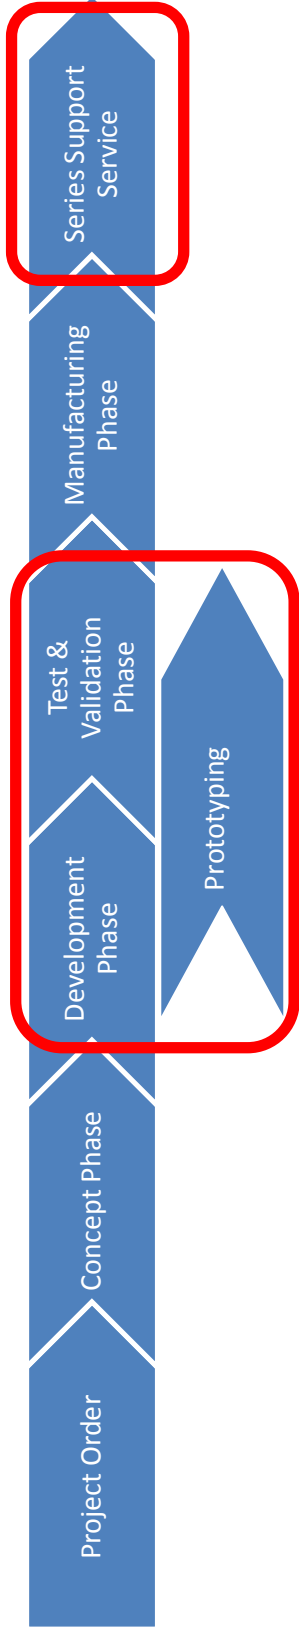 Project Order
Concept Phase
Development
Phase
Test &
Validation
Phase
Manufacturing
Phase
Series Support
Service
Prototyping